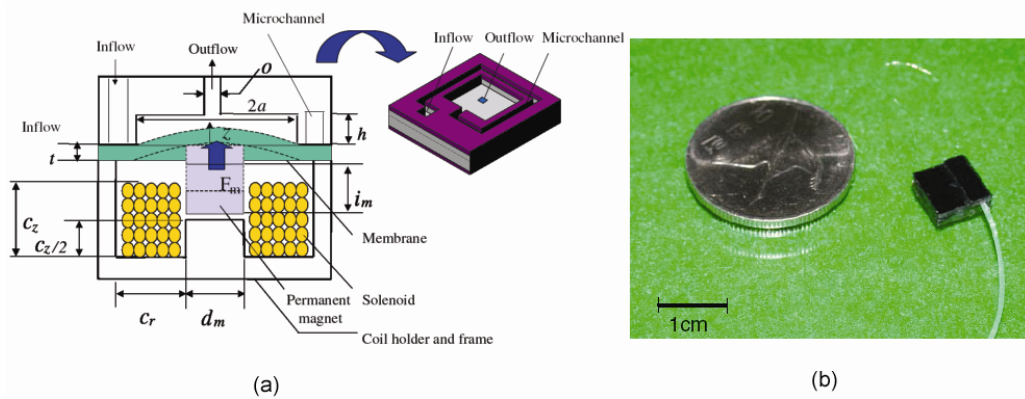 Microchannel
Inflow
Outflow
o
2a
z
h
Inflow
t
F_m
i_m
c_z
c_z/2
Membrane
c_r
d_m
Permanent
magnet
Solenoid
Coil holder and frame
Inflow Outflow Microchannel
(a)
1cm
(b)